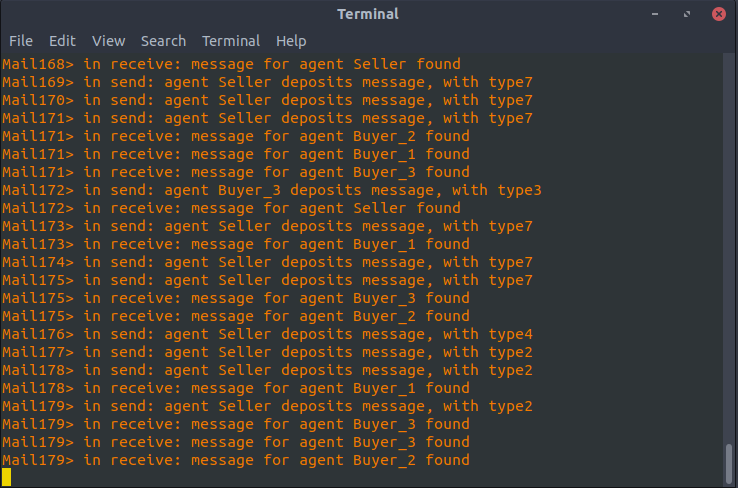 Terminal
File Edit View Search Terminal Help
Mail168> in receive: message for agent Seller found
Mail169> in send: agent Seller deposits message, with type7
Mail170> in send: agent Seller deposits message, with type7
Mail171> in send: agent Seller deposits message, with type7
Mail171> in receive: message for agent Buyer_2 found
Mail171> in receive: message for agent Buyer_1 found
Mail171> in receive: message for agent Buyer_3 found
Mail172> in send: agent Buyer_3 deposits message, with type3
Mail172> in receive: message for agent Seller found
Mail173> in send: agent Seller deposits message, with type7
Mail173> in receive: message for agent Buyer_1 found
Mail174> in send: agent Seller deposits message, with type7
Mail175> in send: agent Seller deposits message, with type7
Mail175> in receive: message for agent Buyer_3 found
Mail175> in receive: message for agent Buyer_2 found
Mail176> in send: agent Seller deposits message, with type4
Mail177> in send: agent Seller deposits message, with type2
Mail178> in send: agent Seller deposits message, with type2
Mail178> in receive: message for agent Buyer_1 found
Mail179> in send: agent Seller deposits message, with type2
Mail179> in receive: message for agent Buyer_3 found
Mail179> in receive: message for agent Buyer_3 found
Mail179> in receive: message for agent Buyer_2 found